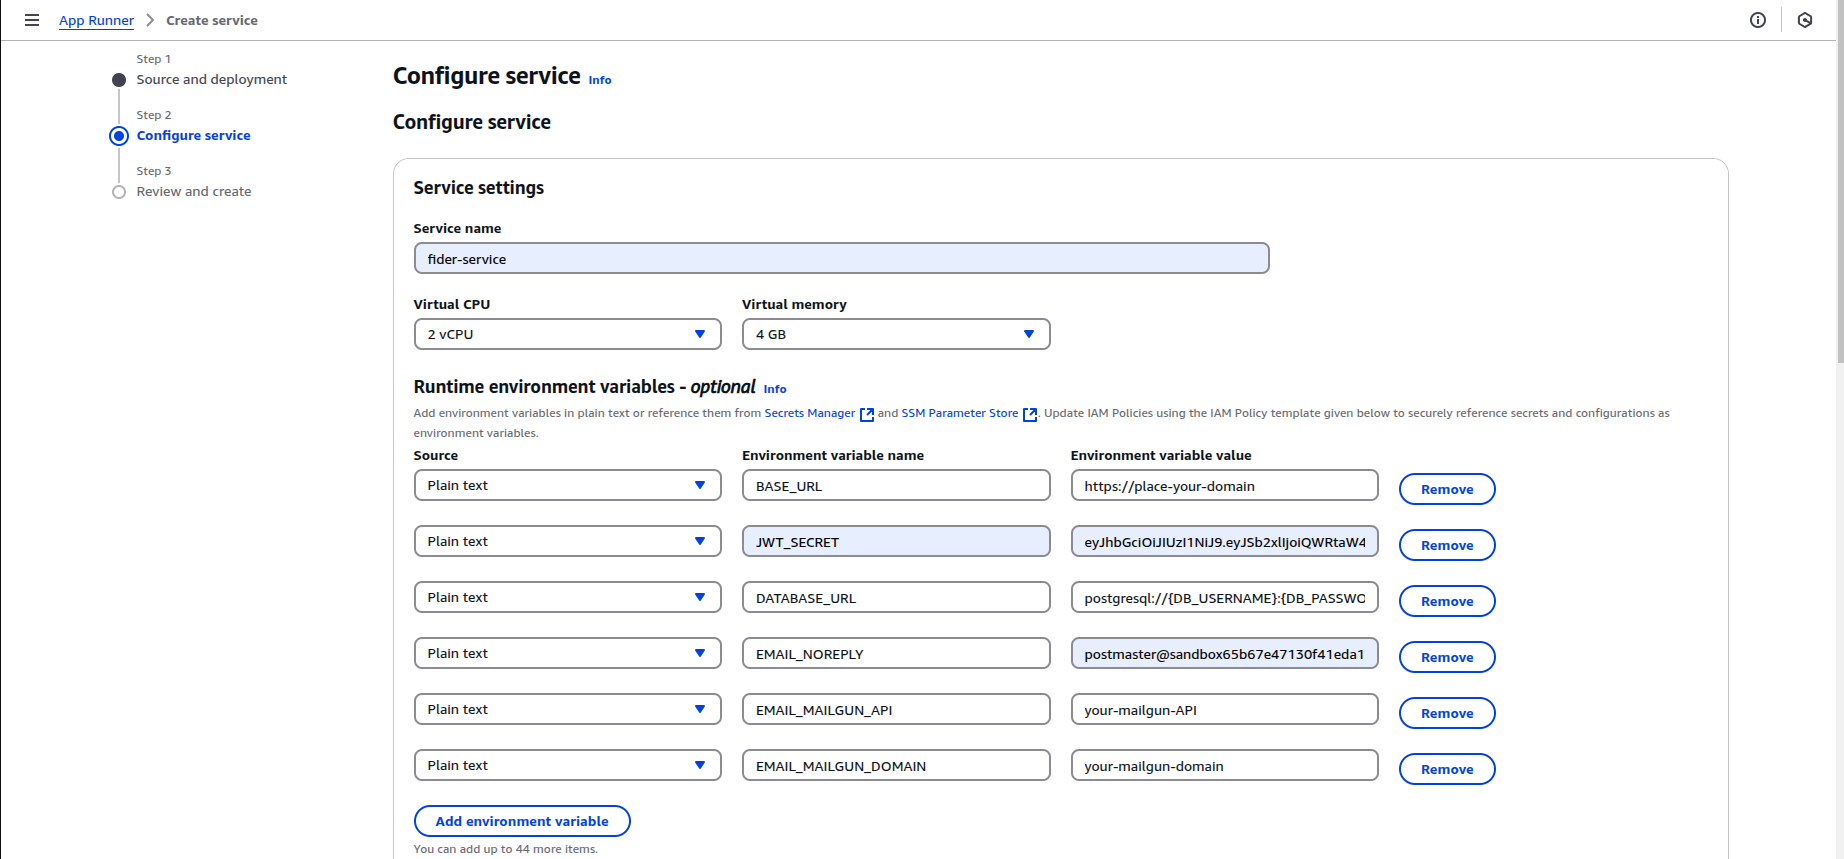 App Runner > Create service
Step 1
Source and deployment
Step 2
Configure service
Step 3
Review and create
Configure service Info
Configure service
Service settings
Service name
fider-service
Virtual CPU Virtual memory
2 vCPU 4 GB
Runtime environment variables - optional Info
Add environment variables in plain text or reference them from Secrets Manager and SSM Parameter Store. Update IAM Policies using the IAM Policy template given below to securely reference secrets and configurations as
environment variables.
Source Environment variable name Environment variable value
Plain text BASE_URL https://place-your-domain Remove
Plain text JWT_SECRET eyJhbGciOiJIUzI1NiJ9.eyJSb2xlIjoiQWRtaW4 Remove
Plain text DATABASE_URL postgresql://{DB_USERNAME}:{DB_PASSWO Remove
Plain text EMAIL_NOREPLY postmaster@sandbox65b67e47130f41eda1 Remove
Plain text EMAIL_MAILGUN_API your-mailgun-API Remove
Plain text EMAIL_MAILGUN_DOMAIN your-mailgun-domain Remove
Add environment variable
You can add up to 44 more items.